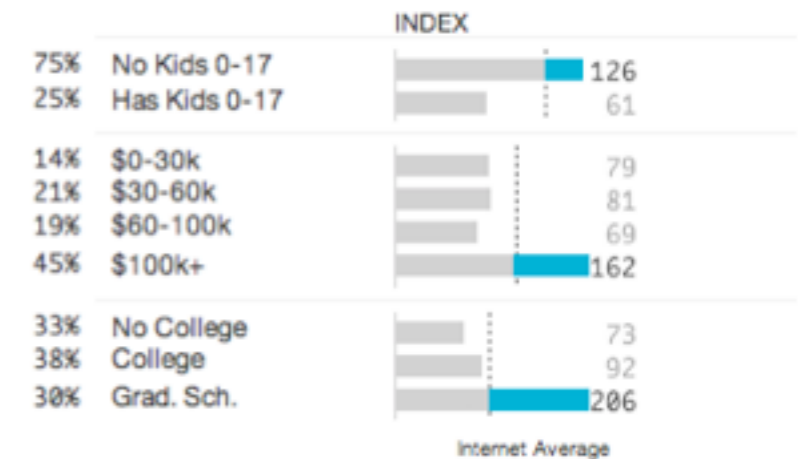 INDEX
75% No Kids 0-17 126
25% Has Kids 0-17 61
14% $0-30k 79
21% $30-60k 81
19% $60-100k 69
45% $100k+ 162
33% No College 73
38% College 92
30% Grad. Sch. 206
Internet Average